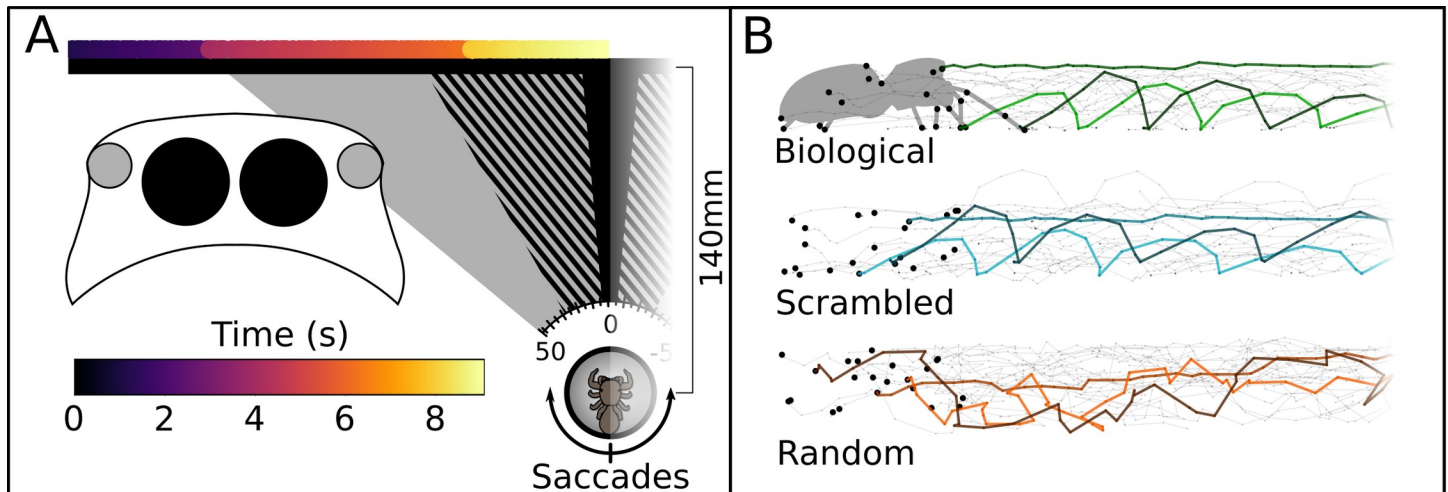 A
140mm
0
50
-5
Saccades
Time (s)
0 2 4 6 8
B
Biological
Scrambled
Random